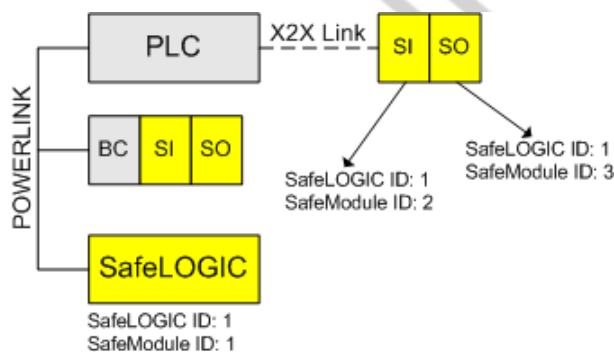 PLC
X2X Link
SI SO
POWERLINK
BC SI SO
SafeLOGIC ID: 1
SafeModule ID: 2
SafeLOGIC ID: 1
SafeModule ID: 3
SafeLOGIC
SafeLOGIC ID: 1
SafeModule ID: 1